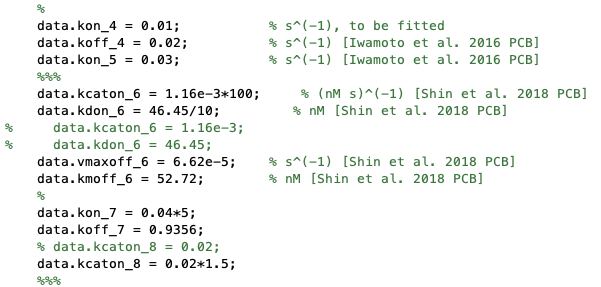 %
data.kon_4 = 0.01; % s^(-1), to be fitted
data.koff_4 = 0.02; % s^(-1) [Iwamoto et al. 2016 PCB]
data.kon_5 = 0.03; % s^(-1) [Iwamoto et al. 2016 PCB]
%%%
data.kcaton_6 = 1.16e-3*100; % (nM s)^(-1) [Shin et al. 2018 PCB]
data.kdon_6 = 46.45/10; % nM [Shin et al. 2018 PCB]
% data.kcaton_6 = 1.16e-3;
% data.kdon_6 = 46.45;
data.vmaxoff_6 = 6.62e-5; % s^(-1) [Shin et al. 2018 PCB]
data.kmoff_6 = 52.72; % nM [Shin et al. 2018 PCB]
%
data.kon_7 = 0.04*5;
data.koff_7 = 0.9356;
% data.kcaton_8 = 0.02;
data.kcaton_8 = 0.02*1.5;
%%%